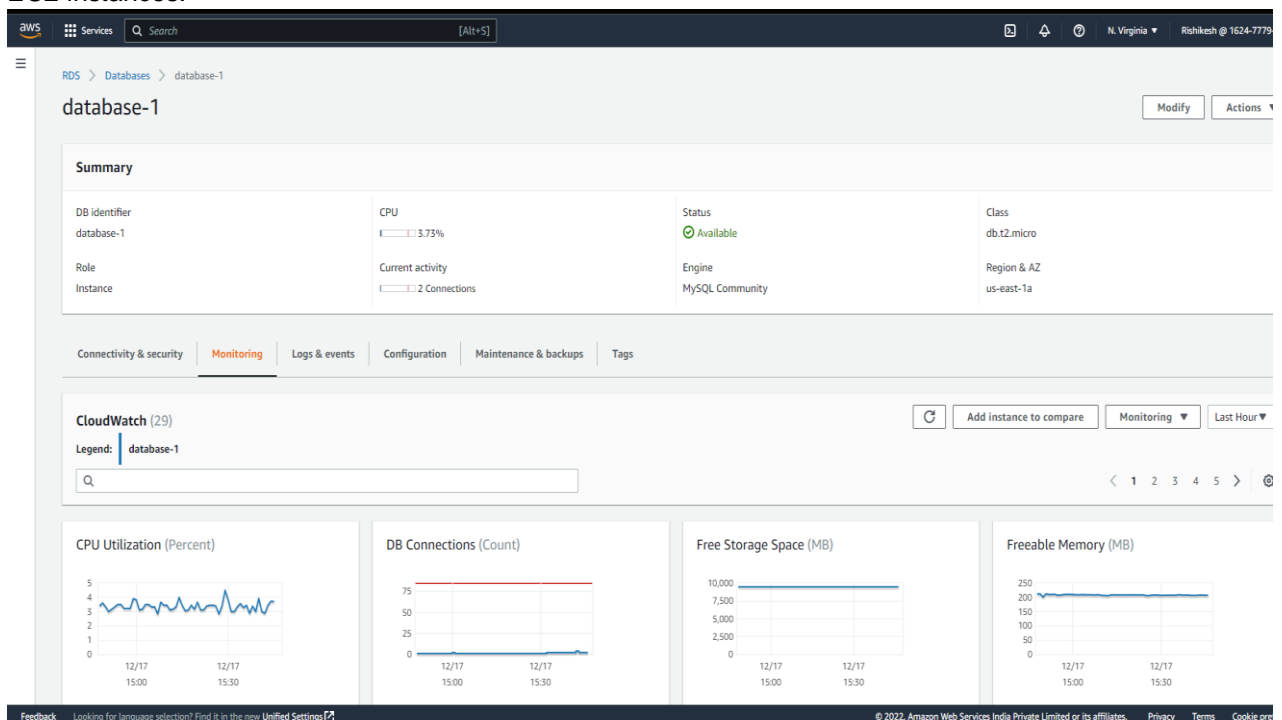 EC2 instances.
aws Services Search [Alt+S] N. Virginia ▼ Rishikesh @ 1624-7779-
RDS > Databases > database-1
database-1
Modify Actions ▼
Summary
DB identifier CPU Status Class
database-1 3.73% Available db.t2.micro
Role Current activity Engine Region & AZ
Instance 2 Connections MySQL Community us-east-1a
Connectivity & security Monitoring Logs & events Configuration Maintenance & backups Tags
CloudWatch (29) Add instance to compare Monitoring ▼ Last Hour ▼
Legend: database-1
< 1 2 3 4 5 >
CPU Utilization (Percent) DB Connections (Count) Free Storage Space (MB) Freeable Memory (MB)
5 4 3 2 1 0 75 50 25 0 10,000 7,500 5,000 2,500 0 250 200 150 100 50 0
12/17 12/17 12/17 12/17 12/17 12/17 12/17 12/17
15:00 15:30 15:00 15:30 15:00 15:30 15:00 15:30
Feedback Looking for language selection? Find it in the new Unified Settings © 2022, Amazon Web Services India Private Limited or its affiliates. Privacy Terms Cookie pre